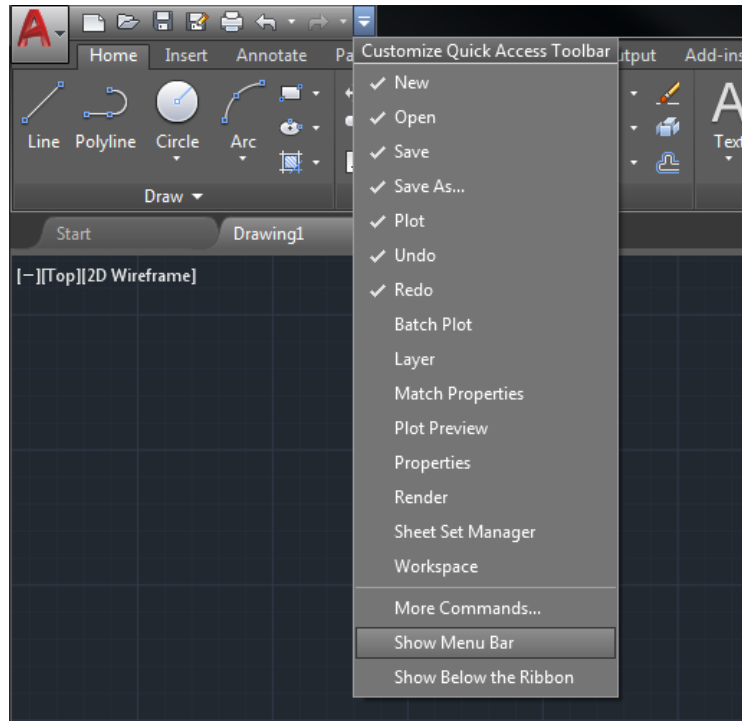 Home Insert Annotate Pa
Customize Quick Access Toolbar
utput Add-ins
New
Open
Save
Save As...
Plot
Undo
Redo
Batch Plot
Layer
Match Properties
Plot Preview
Properties
Render
Sheet Set Manager
Workspace
More Commands...
Show Menu Bar
Show Below the Ribbon
Line Polyline Circle Arc
Text
Draw
Start Drawing1
[−][Top][2D Wireframe]